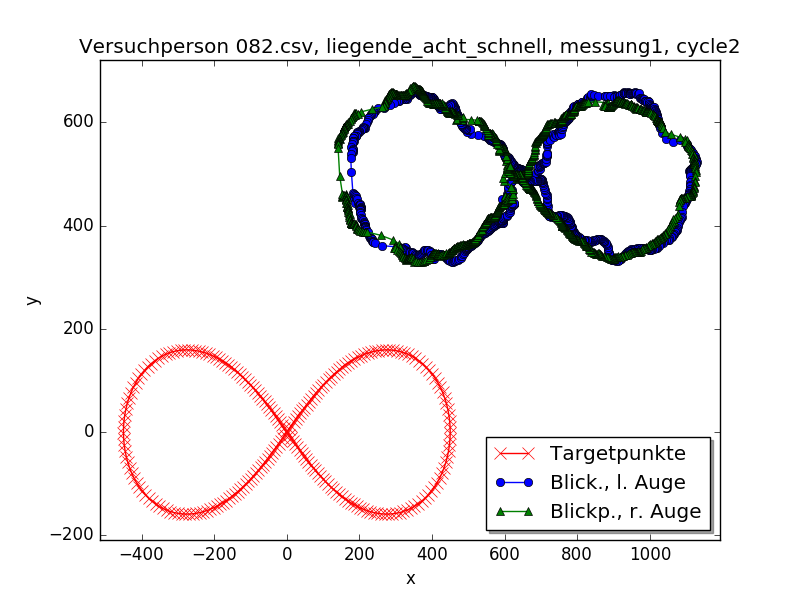 Versuchperson 082.csv, liegende_acht_schnell, messung1, cycle2
600
400
200
0
−200
y
−400
−200
0
200
400
600
800
1000
x
Targetpunkte
Blick., l. Auge
Blickp., r. Auge